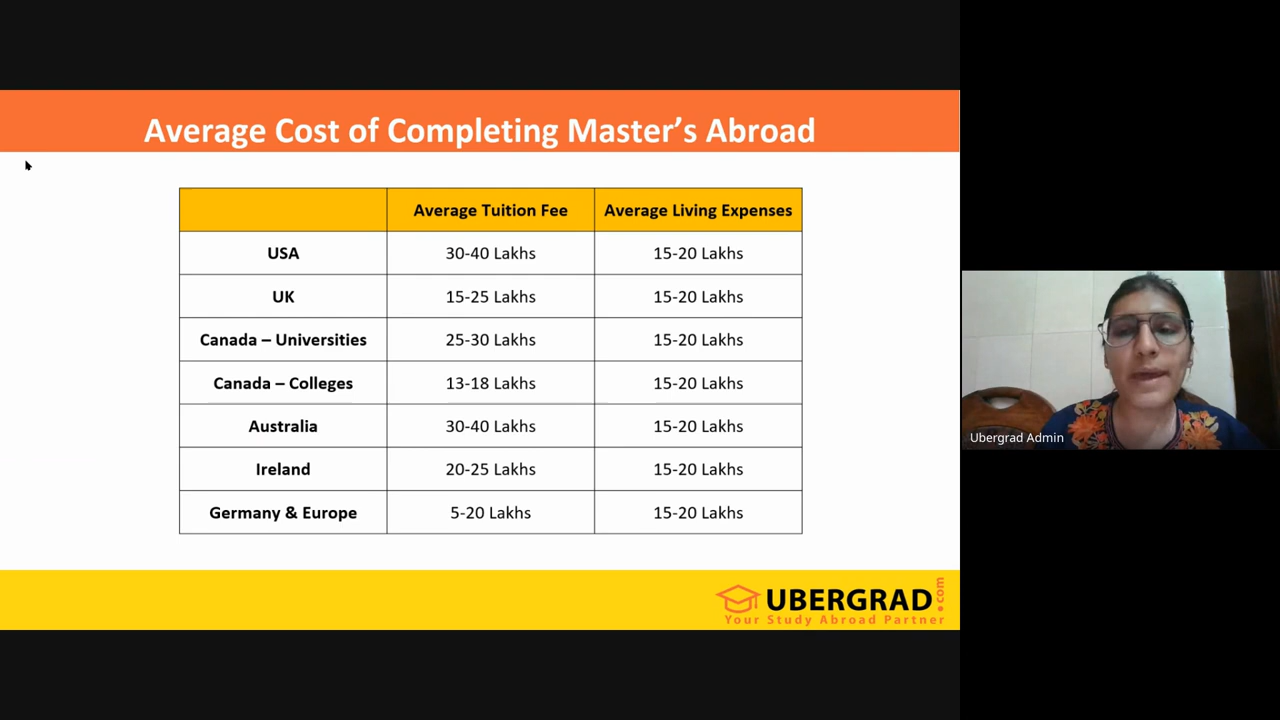 Average Cost of Completing Master’s Abroad
Average Tuition Fee Average Living Expenses
USA 30-40 Lakhs 15-20 Lakhs
UK 15-25 Lakhs 15-20 Lakhs
Canada – Universities 25-30 Lakhs 15-20 Lakhs
Canada – Colleges 13-18 Lakhs 15-20 Lakhs
Australia 30-40 Lakhs 15-20 Lakhs
Ireland 20-25 Lakhs 15-20 Lakhs
Germany & Europe 5-20 Lakhs 15-20 Lakhs
Ubergrad Admin
UBERGRAD.com
Your Study Abroad Partner